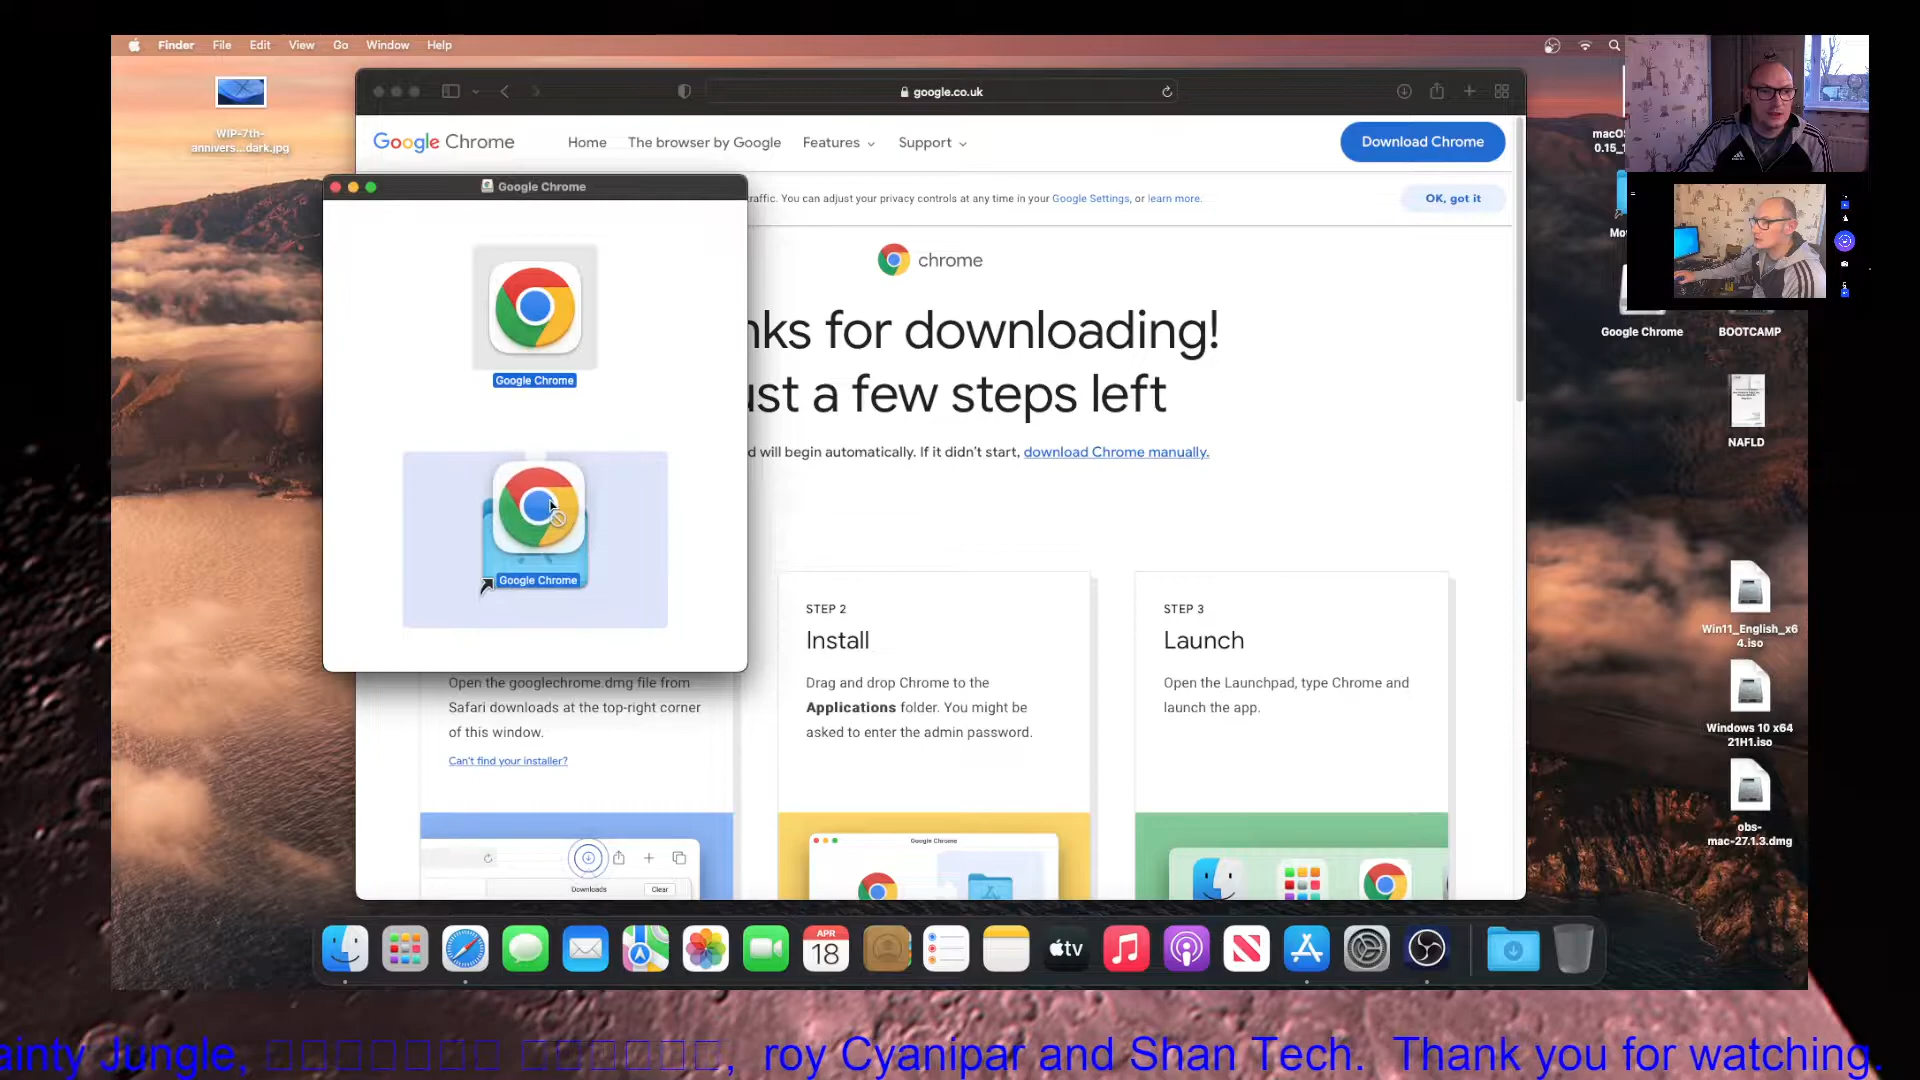 Finder File Edit View Go Window Help
WIP-7th-
annivers...dark.jpg
google.co.uk
Google Chrome Home The browser by Google Features Support Download Chrome
Google Chrome
raffic. You can adjust your privacy controls at any time in your Google Settings, or learn more. OK, got it
chrome
Google Chrome
nks for downloading!
ust a few steps left
d will begin automatically. If it didn't start, download Chrome manually.
Google Chrome
Open the googlechrome.dmg file from
Safari downloads at the top-right corner
of this window.
Can't find your installer?
STEP 2
Install
Drag and drop Chrome to the
Applications folder. You might be
asked to enter the admin password.
STEP 3
Launch
Open the Launchpad, type Chrome and
launch the app.
Downloads Clear
Google Chrome
macOS
0.15_1
Mo
Google Chrome
BOOTCAMP
NAFLD
Win11_English_x6
4.iso
Windows 10 x64
21H1.iso
obs-
mac-27.1.3.dmg
APR
18
tv
ainty Jungle, roy Cyanipar and Shan Tech. Thank you for watching.